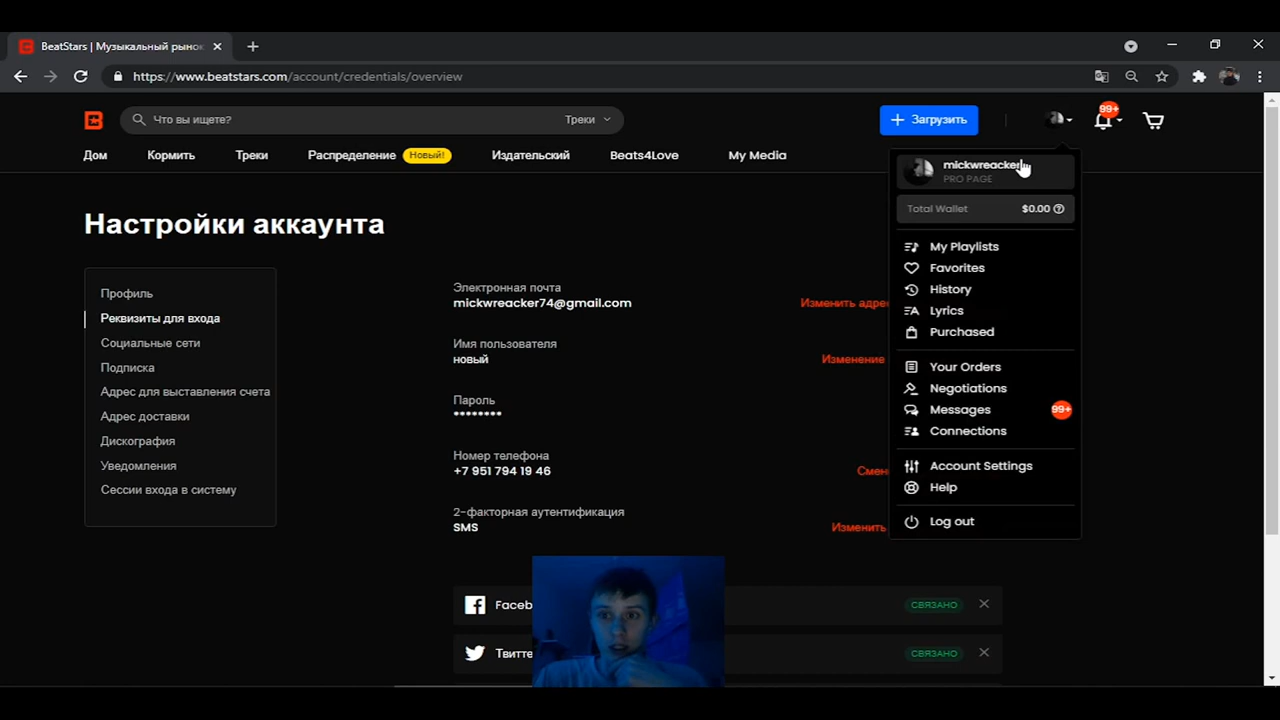 BeatStars | Музыкальный рынок
https://www.beatstars.com/account/credentials/overview
Что вы ищете?
Треки
Загрузить
99+
Дом
Кормить
Треки
Распределение
Новый!
Издательский
Beats4Love
My Media
mickwreacker
PRO PAGE
Total Wallet
$0.00
My Playlists
Favorites
History
Lyrics
Purchased
Your Orders
Negotiations
Messages
99+
Connections
Account Settings
Help
Log out
Настройки аккаунта
Профиль
Реквизиты для входа
Социальные сети
Подписка
Адрес для выставления счета
Адрес доставки
Дискография
Уведомления
Сессии входа в систему
Электронная почта
mickwreacker74@gmail.com
Изменить адре
Имя пользователя
новый
Изменение
Пароль
********
Номер телефона
+7 951 794 19 46
Смен
2-факторная аутентификация
SMS
Изменить
Faceb
СВЯЗАНО
Твитте
СВЯЗАНО